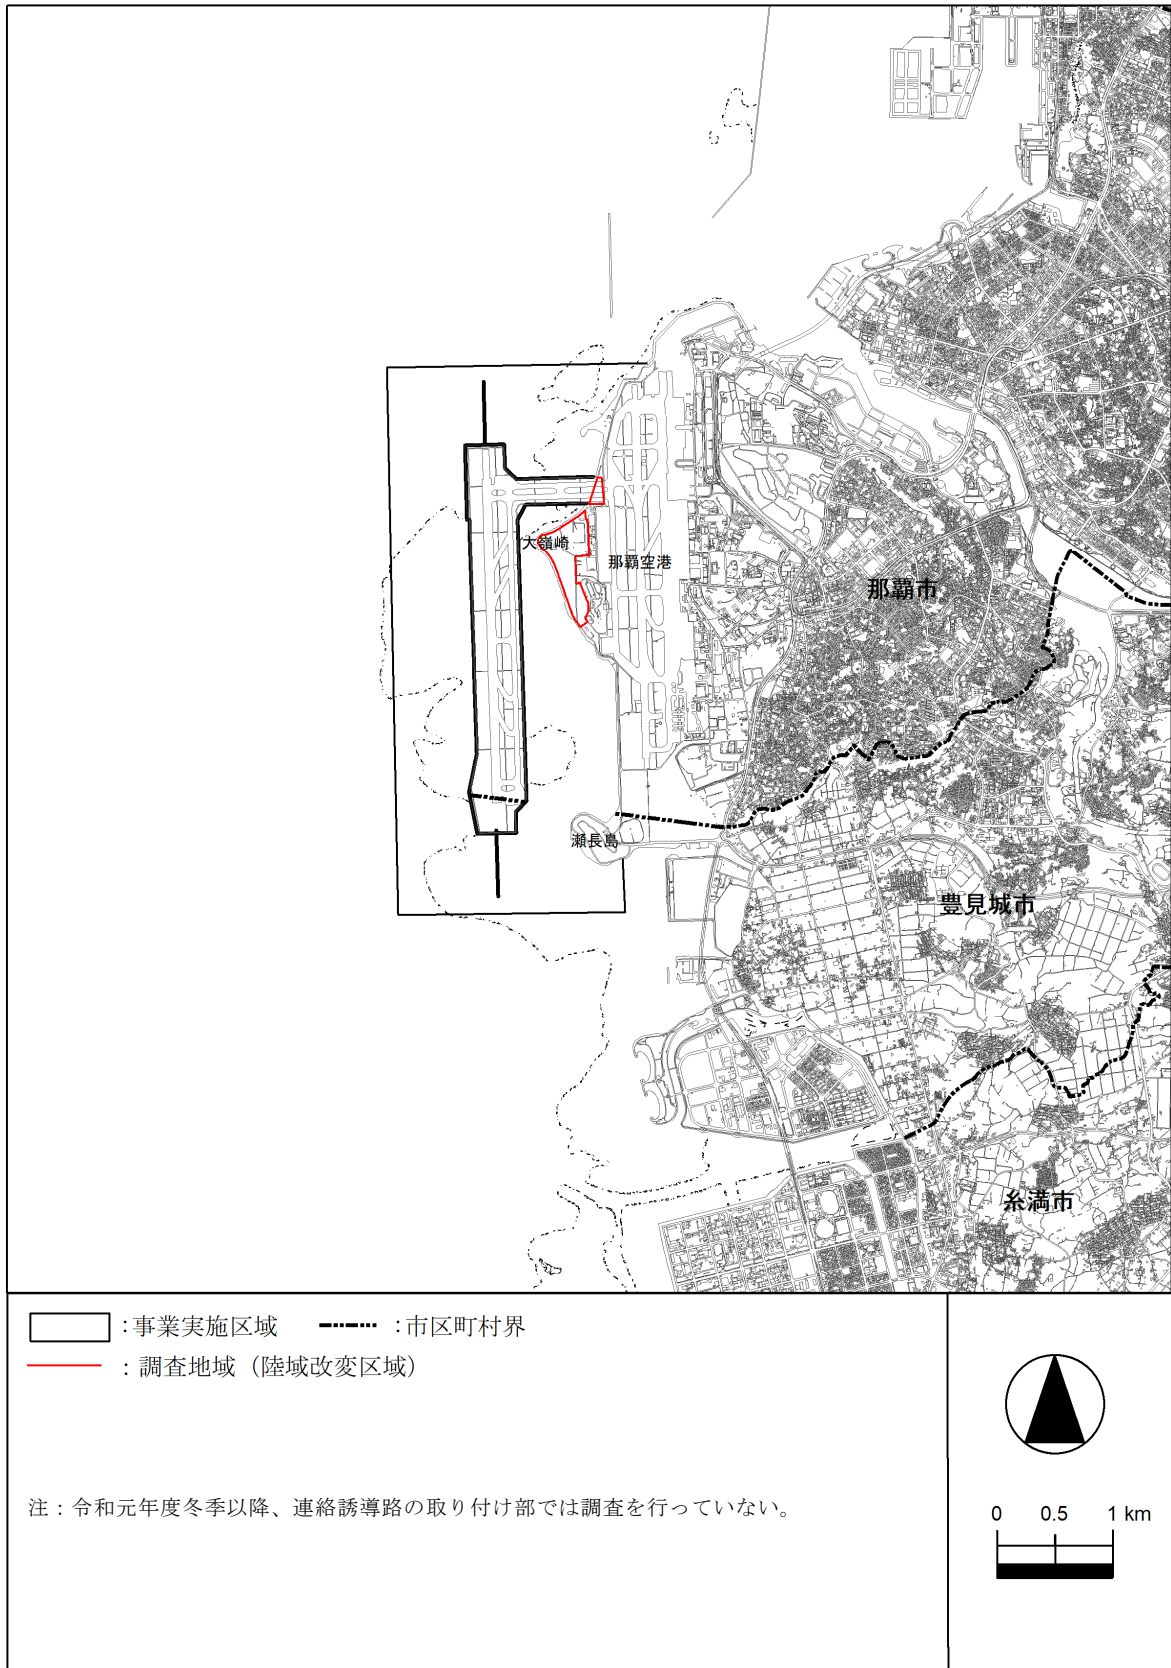 大嶺崎
那覇空港
那覇市
瀬長島
豊見城市
糸満市
：事業実施区域
：市区町村界
：調査地域（陸域改変区域）
注：令和元年度冬季以降、連絡誘導路の取り付け部では調査を行っていない。
0 0.5 1 km